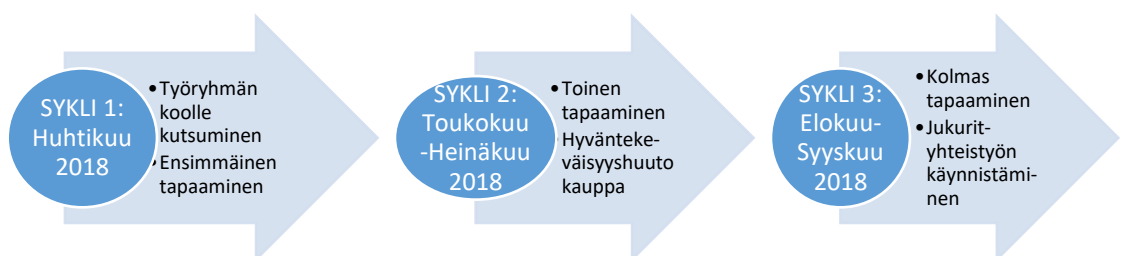 SYKLI 1:
Huhtikuu
2018
•Työryhmän
koolle
kutsuminen
•Ensimmäinen
tapaaminen
SYKLI 2:
Toukokuu
-Heinäkuu
2018
•Toinen
tapaaminen
•Hyvänteke-
väisyyshuuto
kauppa
SYKLI 3:
Elokuu-
Syyskuu
2018
•Kolmas
tapaaminen
•Jukurit-
yhteistyön
käynnistämi-
nen